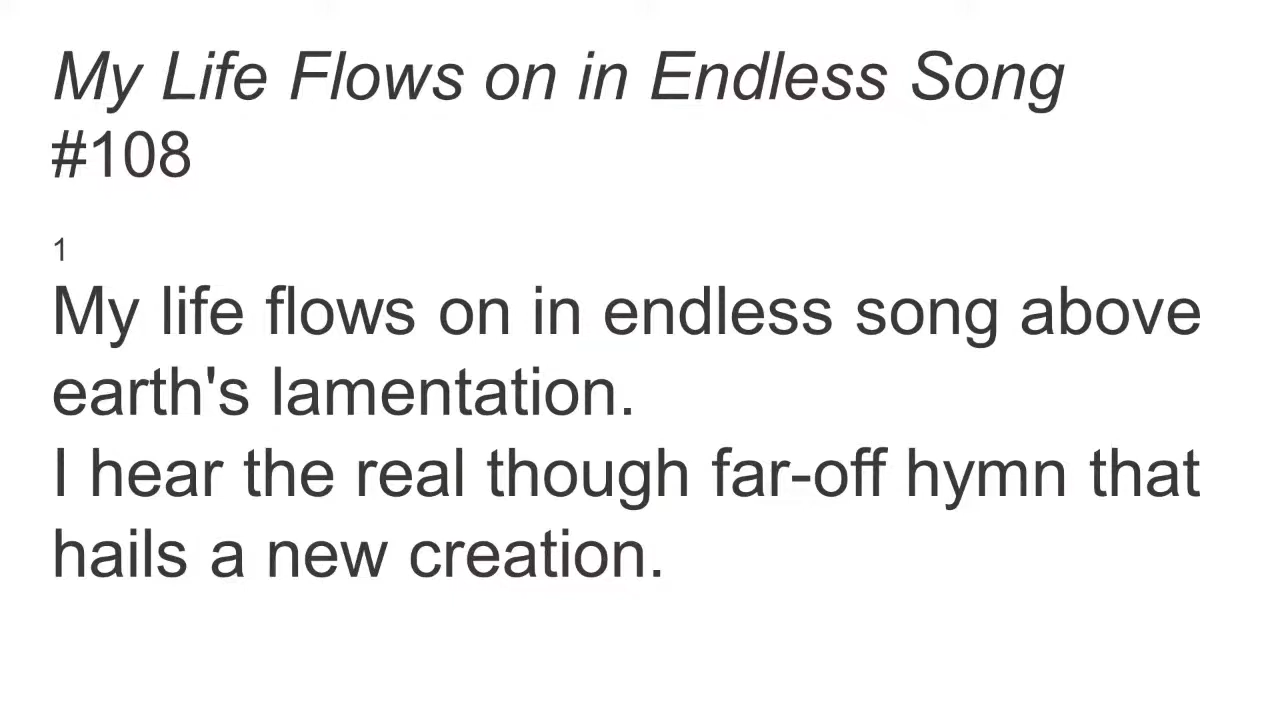 My Life Flows on in Endless Song
#108
1
My life flows on in endless song above
earth's lamentation.
I hear the real though far-off hymn that
hails a new creation.